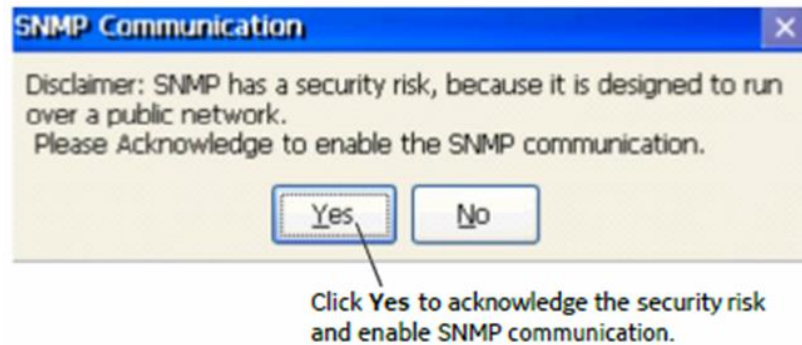 SNMP Communication
Disclaimer: SNMP has a security risk, because it is designed to run
over a public network.
Please Acknowledge to enable the SNMP communication.
Yes No
Click Yes to acknowledge the security risk
and enable SNMP communication.